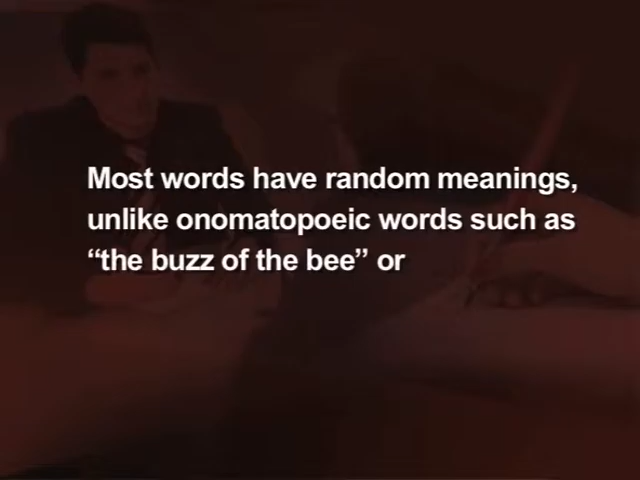 Most words have random meanings,
unlike onomatopoeic words such as
“the buzz of the bee” or